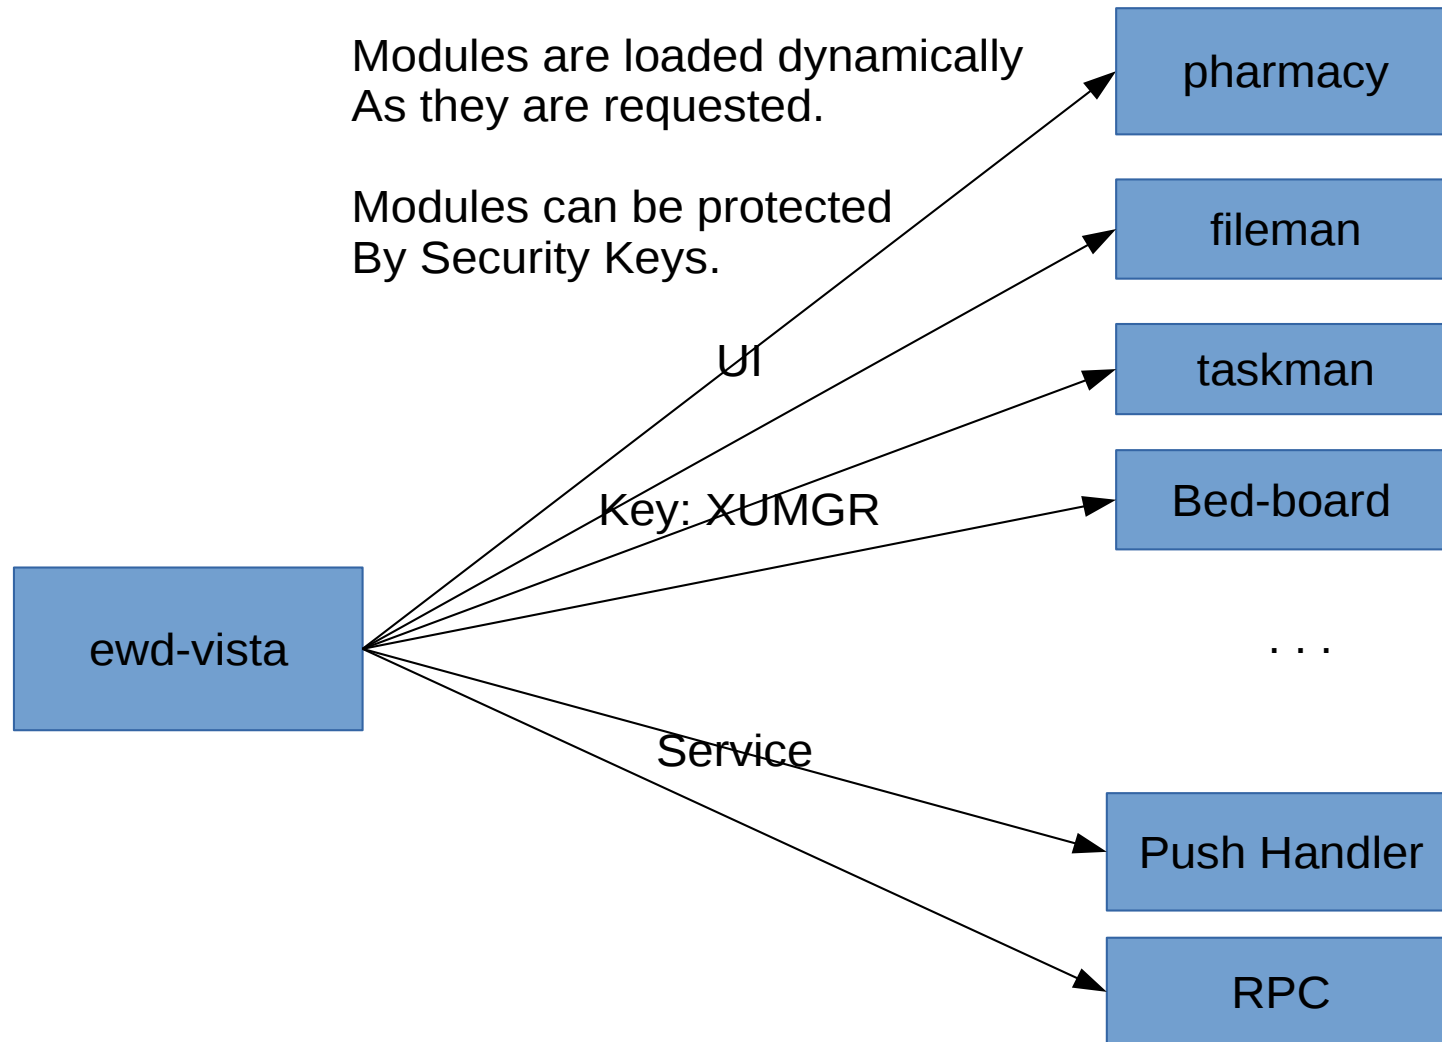 Modules are loaded dynamically
As they are requested.
Modules can be protected
By Security Keys.
pharmacy
fileman
UI
taskman
Key: XUMGR
Bed-board
ewd-vista
. . .
Service
Push Handler
RPC